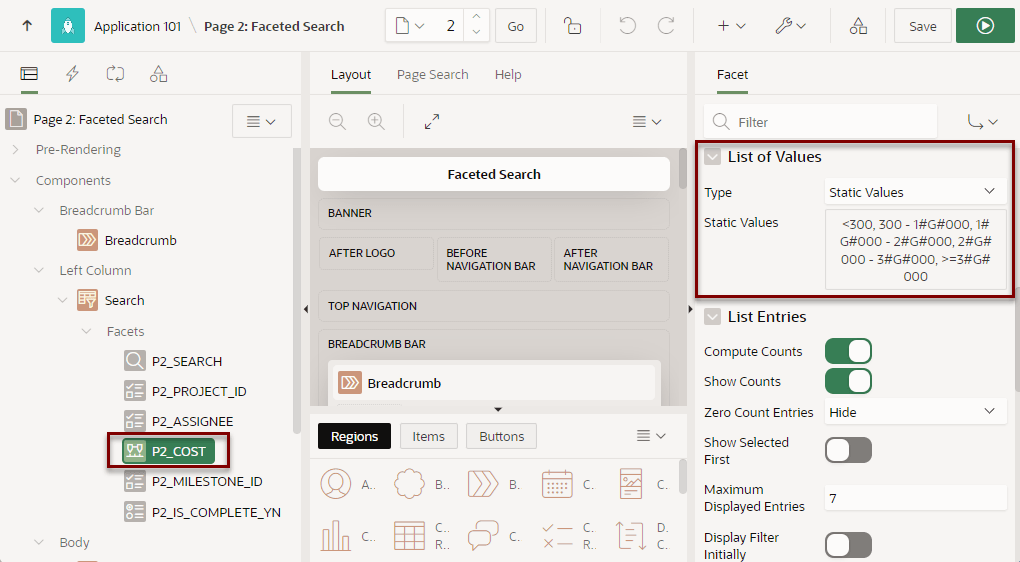 Application 101 \ Page 2: Faceted Search
2
Go
Save
Page 2: Faceted Search
Pre-Rendering
Components
Breadcrumb Bar
Breadcrumb
Left Column
Search
Facets
P2_SEARCH
P2_PROJECT_ID
P2_ASSIGNEE
P2_COST
P2_MILESTONE_ID
P2_IS_COMPLETE_YN
Body
Layout
Page Search
Help
Faceted Search
BANNER
AFTER LOGO
BEFORE
NAVIGATION BAR
AFTER
NAVIGATION BAR
TOP NAVIGATION
BREADCRUMB BAR
Breadcrumb
Regions
Items
Buttons
A..
B..
B.
C.
C..
C..
C..
R..
C.
C..
R..
D.
C..
Facet
Filter
List of Values
Type
Static Values
Static Values
<300, 300 - 1#G#000, 1#
G#000 - 2#G#000, 2#G#
000 - 3#G#000, >=3#G#
000
List Entries
Compute Counts
Show Counts
Zero Count Entries
Hide
Show Selected
First
Maximum
Displayed Entries
7
Display Filter
Initially